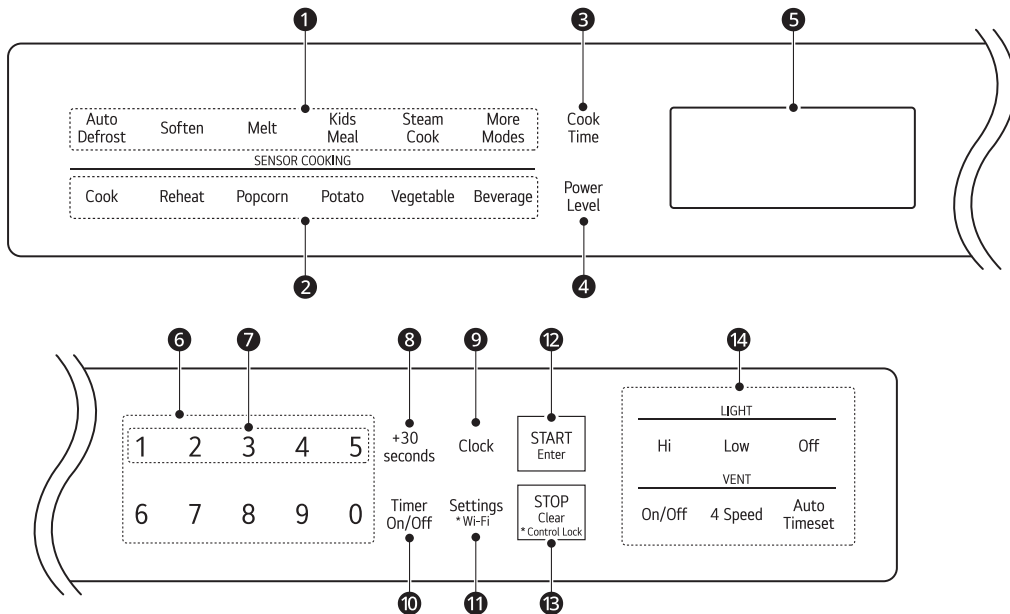 1 3 5
Auto Defrost Soften Melt Kids Meal Steam Cook More Modes Cook Time
SENSOR COOKING
Cook Reheat Popcorn Potato Vegetable Beverage Power Level
2 4
6 7 8 9 12 14
LIGHT
1 2 3 4 5 +30 seconds Clock START Enter Hi Low Off
VENT
6 7 8 9 0 Timer On/Off Settings * Wi-Fi STOP Clear * Control Lock On/Off 4 Speed Auto Timeset
10 11 13